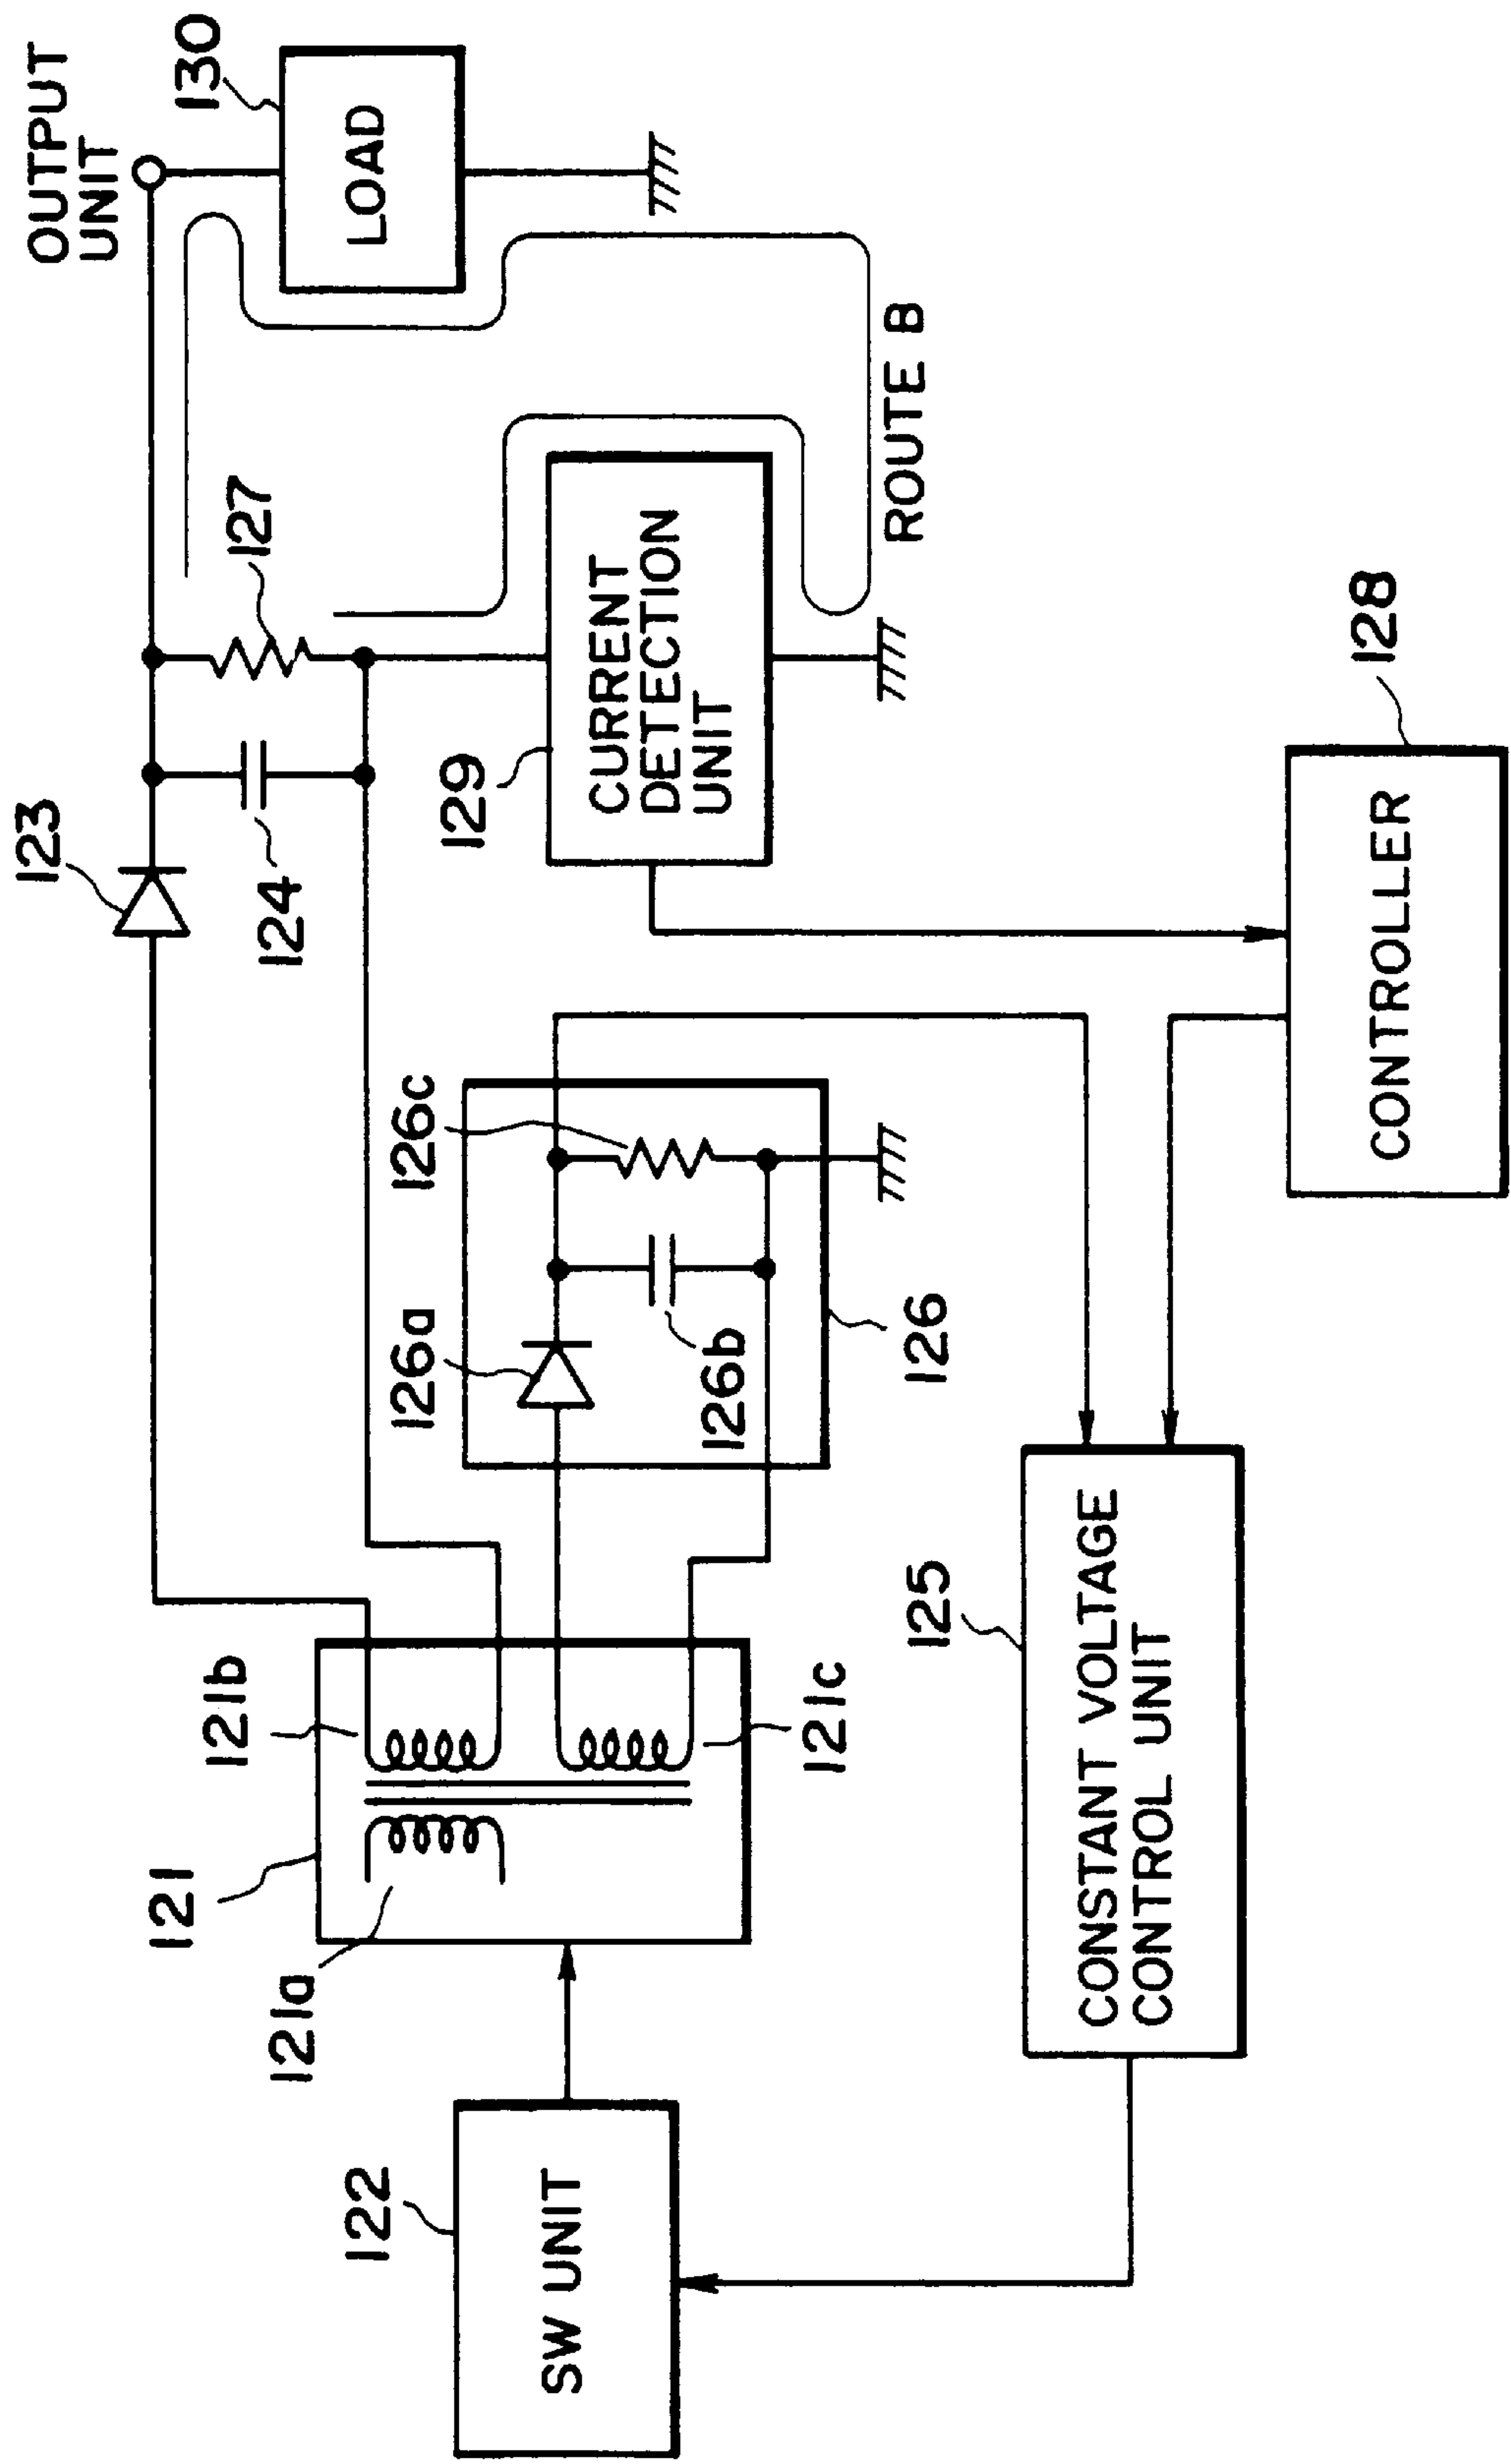 OUTPUT
UNIT
123
127
130
124
LOAD
121
121b
126a
126c
129
CURRENT
DETECTION
UNIT
121a
122
SW UNIT
121c
126b
126
ROUTE B
125
CONSTANT VOLTAGE
CONTROL UNIT
128
CONTROLLER